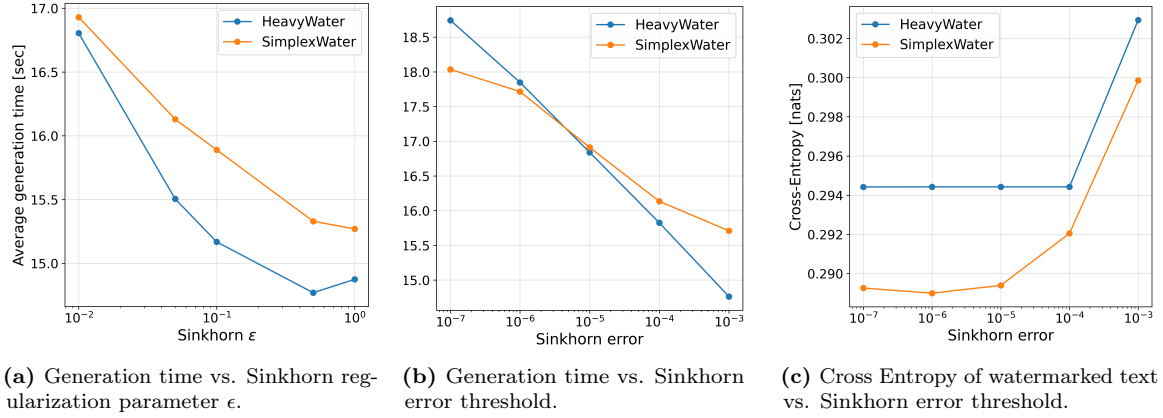 17.0
16.5
16.0
15.5
15.0
Average generation time [sec]
HeavyWater
SimplexWater
10⁻²
10⁻¹
10⁰
Sinkhorn ε
18.5
18.0
17.5
17.0
16.5
16.0
15.5
15.0
HeavyWater
SimplexWater
10⁻⁷
10⁻⁶
10⁻⁵
10⁻⁴
10⁻³
Sinkhorn error
0.302
0.300
0.298
0.296
0.294
0.292
0.290
Cross-Entropy [nats]
HeavyWater
SimplexWater
10⁻⁷
10⁻⁶
10⁻⁵
10⁻⁴
10⁻³
Sinkhorn error
(a) Generation time vs. Sinkhorn reg-
ularization parameter ϵ.
(b) Generation time vs. Sinkhorn
error threshold.
(c) Cross Entropy of watermarked text
vs. Sinkhorn error threshold.